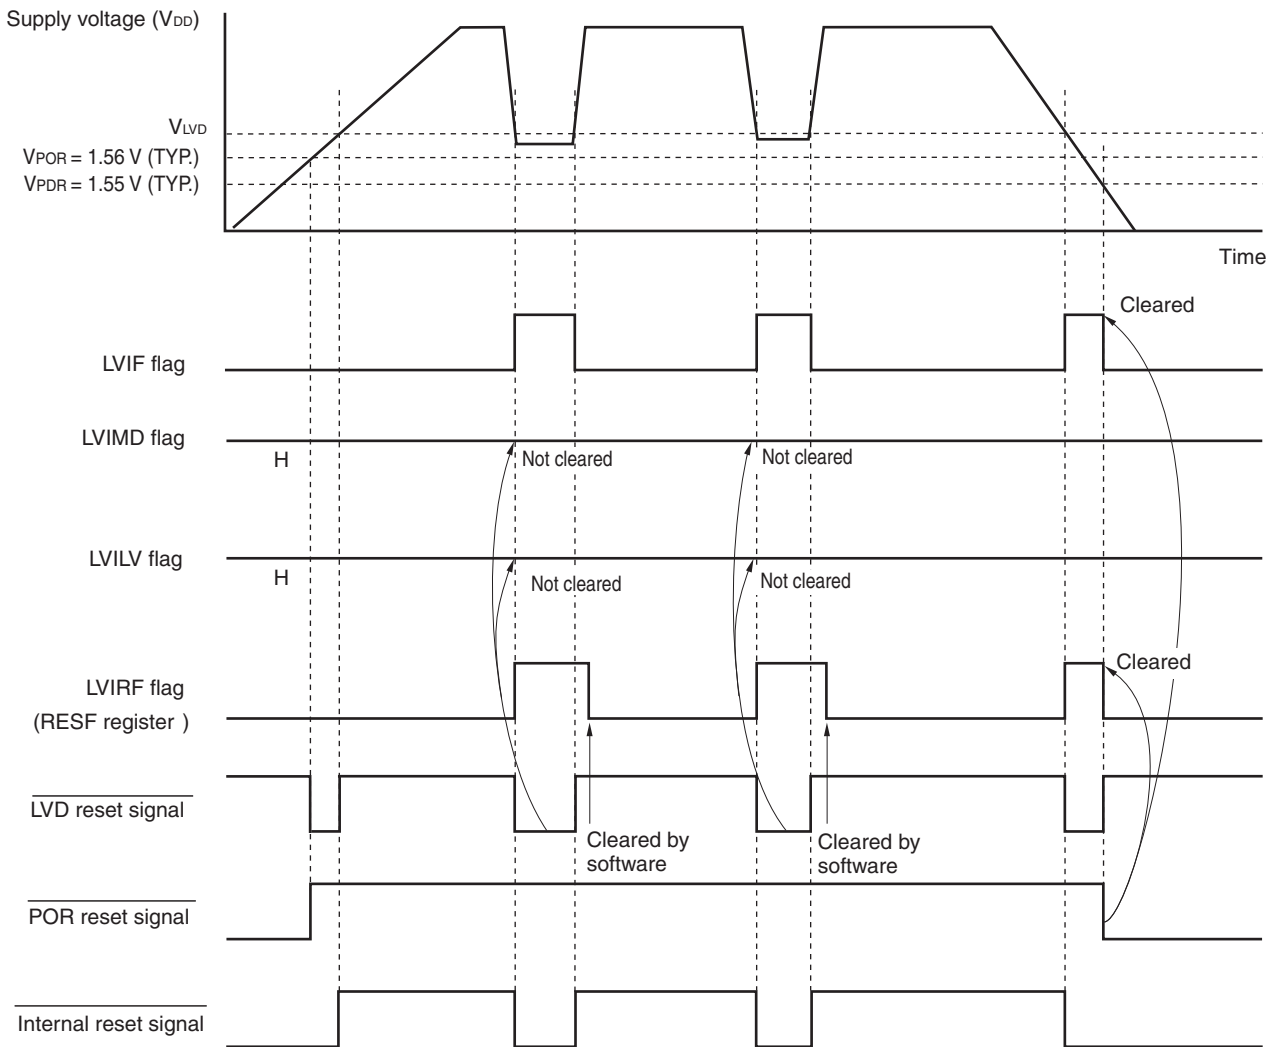 Supply voltage (VDD)
VLVD
VPOR = 1.56 V (TYP.)
VPDR = 1.55 V (TYP.)
Time
Cleared
LVIF flag
LVIMD flag
H
Not cleared
Not cleared
LVILV flag
H
Not cleared
Not cleared
Cleared
LVIRF flag
(RESF register )
LVD reset signal
Cleared by
software
Cleared by
software
POR reset signal
Internal reset signal